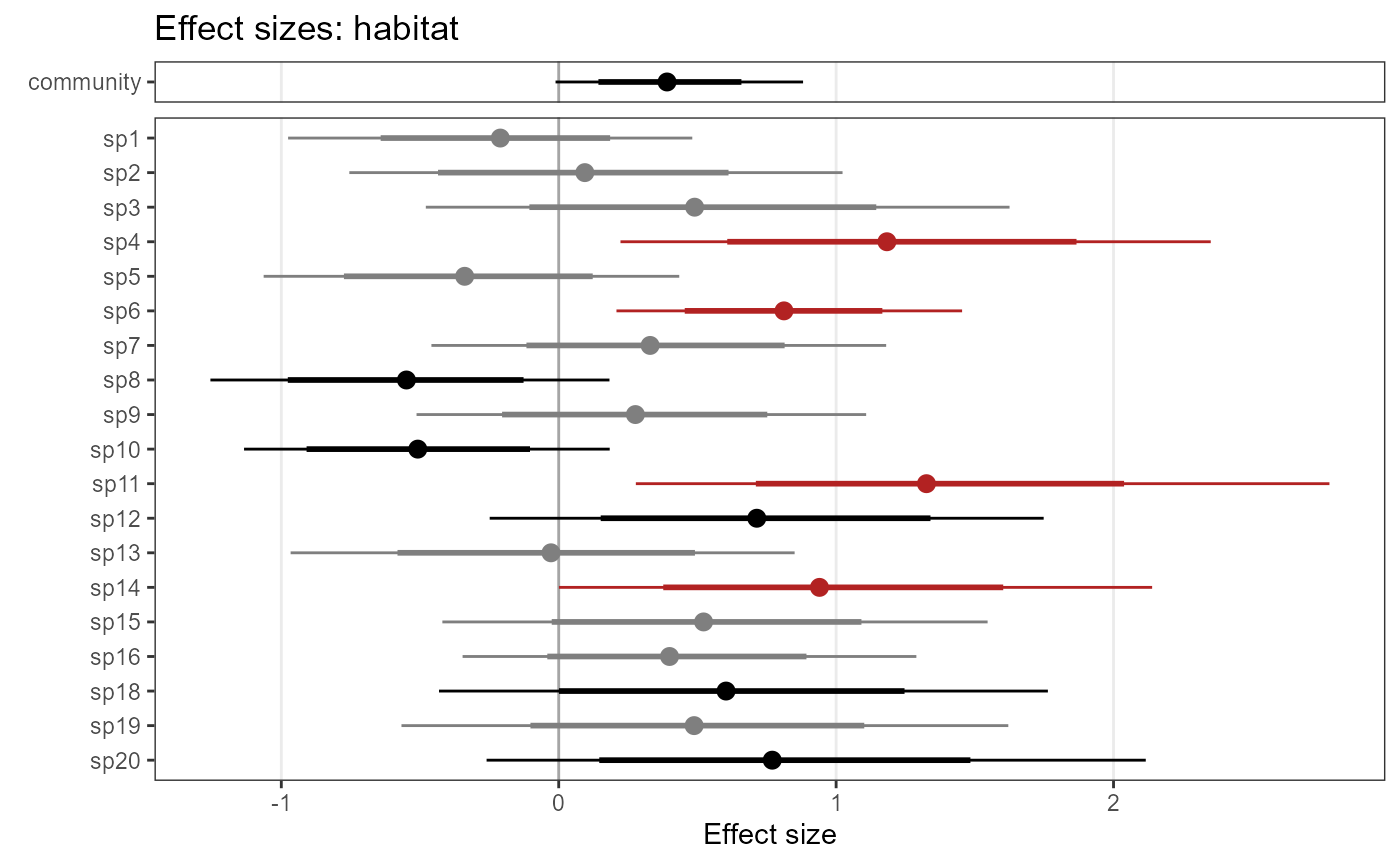 Effect sizes: habitat
community
sp1
sp2
sp3
sp4
sp5
sp6
sp7
sp8
sp9
sp10
sp11
sp12
sp13
sp14
sp15
sp16
sp18
sp19
sp20
-1 0 1 2
Effect size